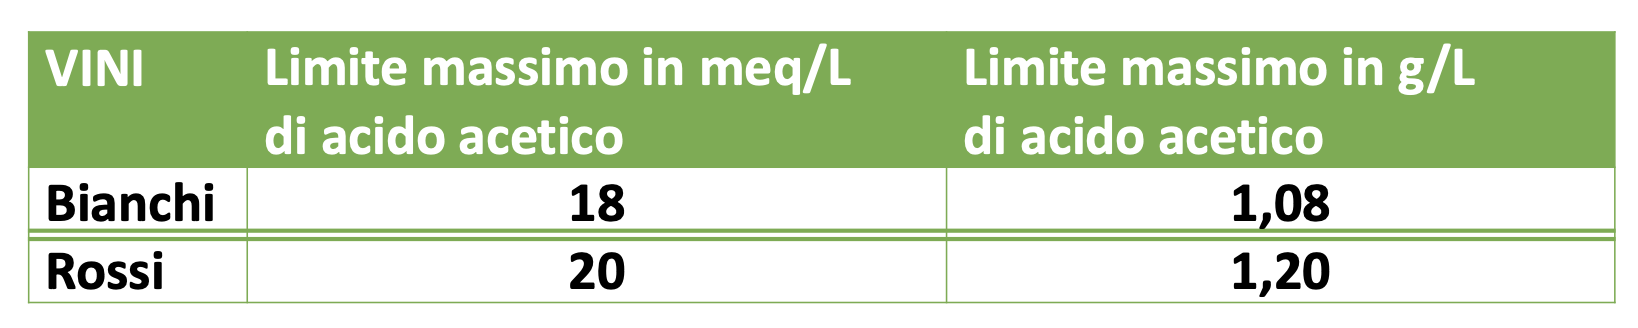 VINI Limite massimo in meq/L Limite massimo in g/L
di acido acetico di acido acetico
Bianchi 18 1,08
Rossi 20 1,20